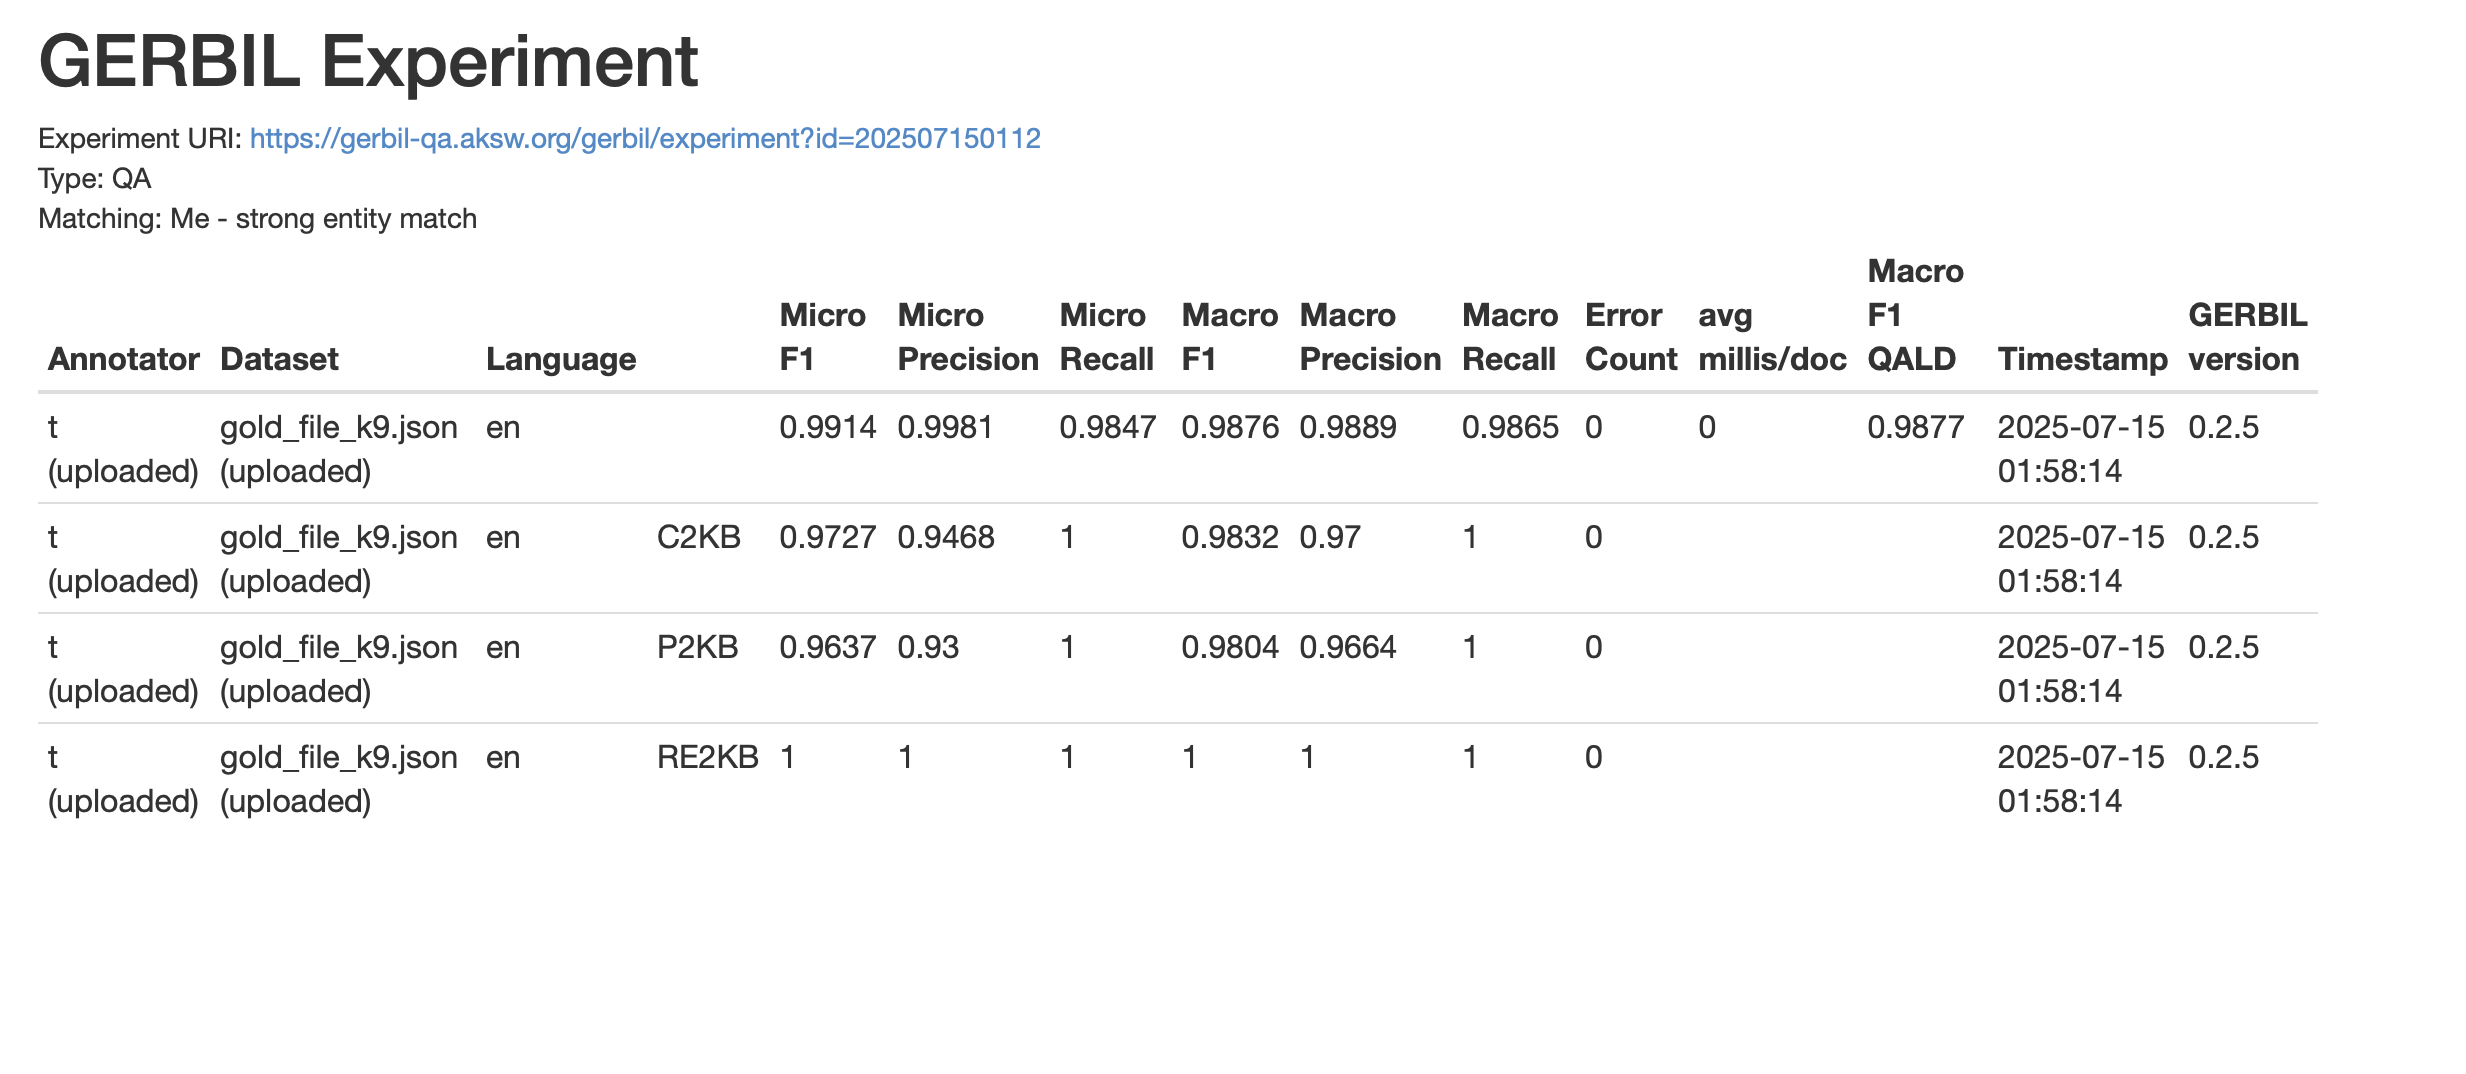 GERBIL Experiment
Experiment URI: https://gerbil-qa.aksw.org/gerbil/experiment?id=202507150112
Type: QA
Matching: Me - strong entity match
Macro
Micro Micro Micro Macro Macro Macro Error avg F1 GERBIL
Annotator Dataset Language F1 Precision Recall F1 Precision Recall Count millis/doc QALD Timestamp version
t gold_file_k9.json en 0.9914 0.9981 0.9847 0.9876 0.9889 0.9865 0 0 0.9877 2025-07-15 0.2.5
(uploaded) (uploaded) 01:58:14
t gold_file_k9.json en C2KB 0.9727 0.9468 1 0.9832 0.97 1 0 2025-07-15 0.2.5
(uploaded) (uploaded) 01:58:14
t gold_file_k9.json en P2KB 0.9637 0.93 1 0.9804 0.9664 1 0 2025-07-15 0.2.5
(uploaded) (uploaded) 01:58:14
t gold_file_k9.json en RE2KB 1 1 1 1 1 1 0 2025-07-15 0.2.5
(uploaded) (uploaded) 01:58:14